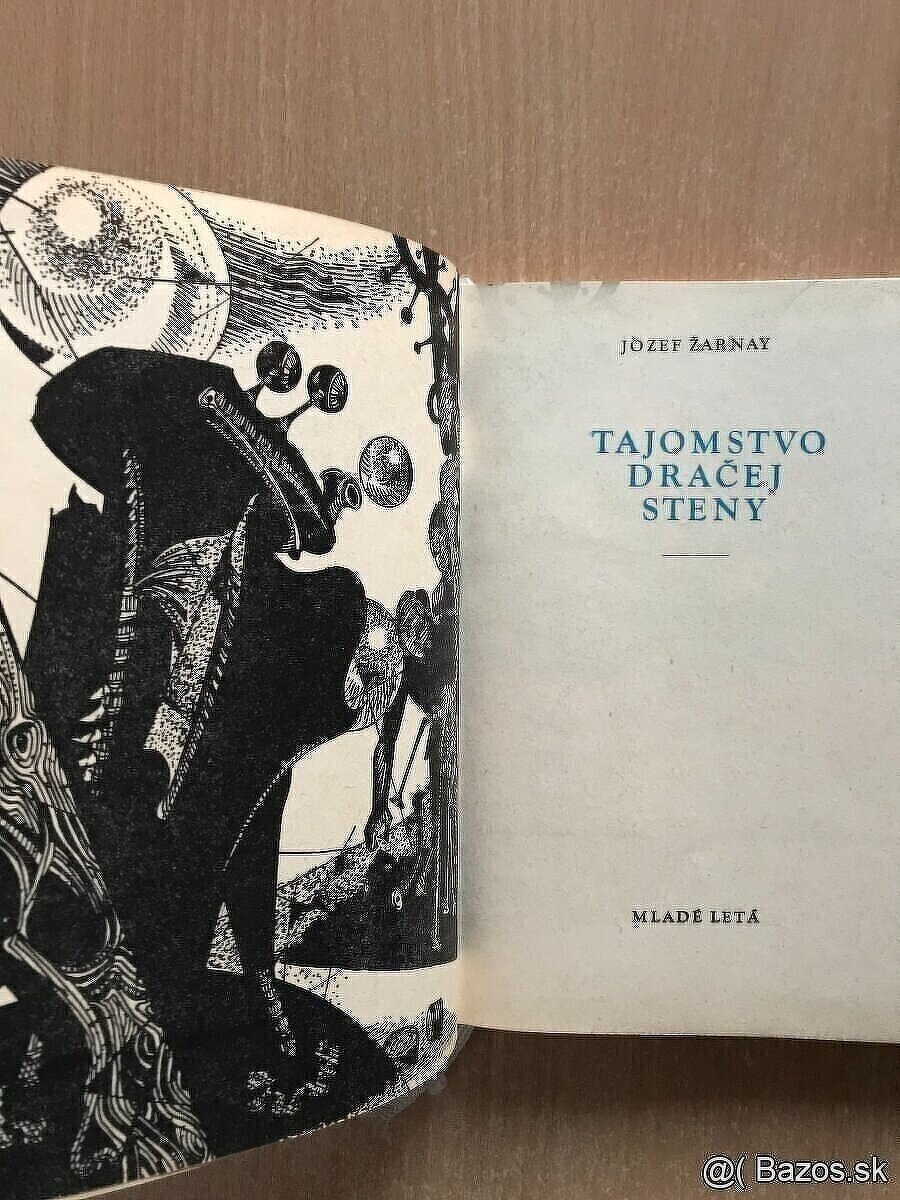 JOZEF ŽARNAY
TAJOMSTVO
DRAČEJ
STENY
MLADÉ LETÁ
@( Bazos.sk